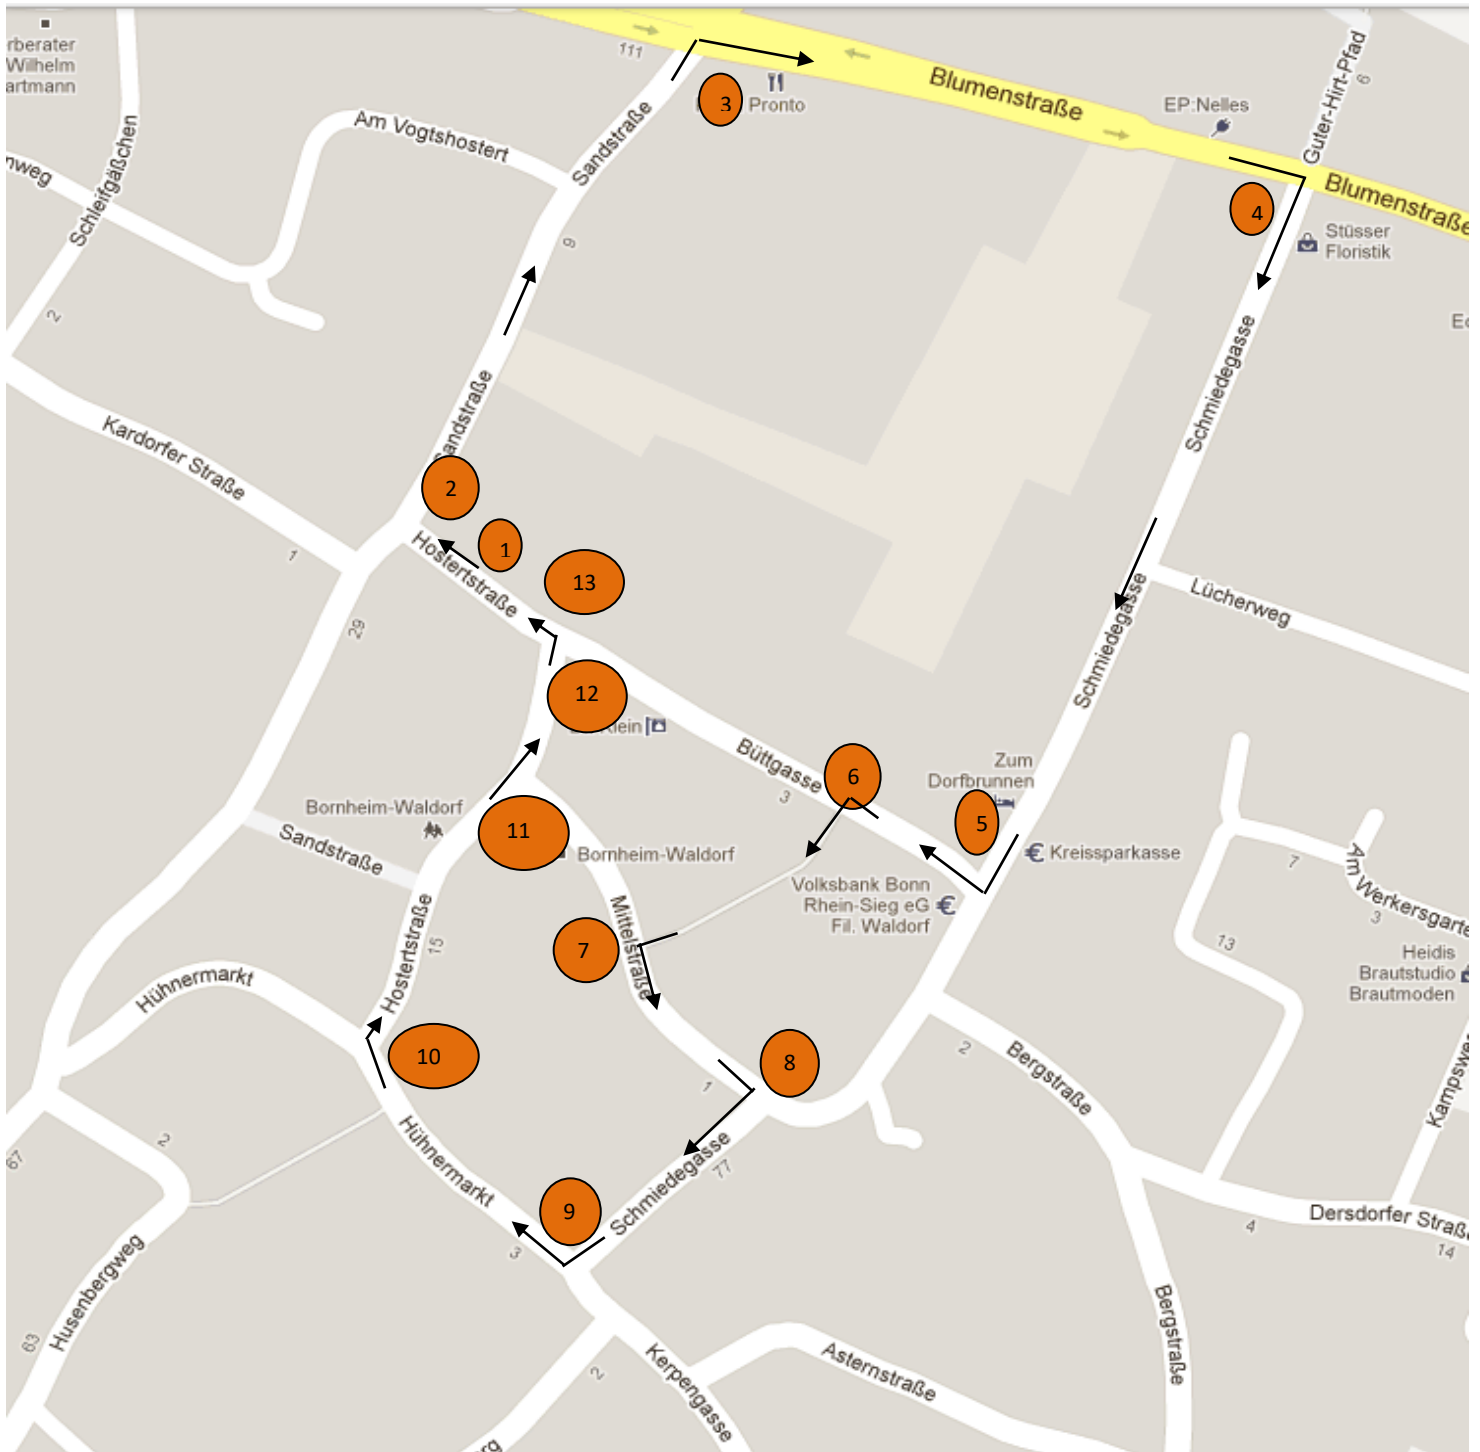 rberater
Wilhelm
artmann
111
Blumenstraße
Guter-Hirt-Pfad
6
3
Pronto
EP:Nelles
Am Vogtshostert
Sandstraße
Schleifgäßchen
nweg
Blumenstraße
4
Stüsser
Floristik
9
2
Schmiedegasse
Kardorfer Straße
Sandstraße
2
1
Hostertstraße
13
1
29
Lücherweg
Schmiedegasse
12
lein
Büttgasse
3
6
Zum
Dorfbrunnen
5
Bornheim-Waldorf
11
Bornheim-Waldorf
Sandstraße
Kreissparkasse
Volksbank Bonn
Rhein-Sieg eG
Fil. Waldorf
7
Am Werkersgarte
3
13
Heidis
Brautstudio
Brautmoden
Mittelstraße
7
Hostertstraße
15
Hühnermarkt
10
8
1
2
Bergstraße
Kampswe
67
2
Hühnermarkt
Schmiedegasse
77
9
3
Dersdorfer Straß
4
14
Husenbergweg
63
Bergstraße
Kerpengasse
2
Asternstraße
rg